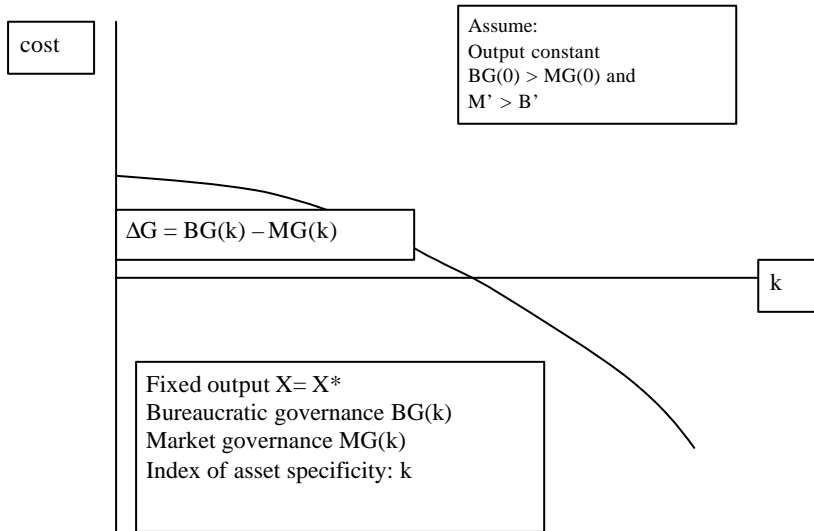 cost
Assume:
Output constant
BG(0) > MG(0) and
M’ > B’
ΔG = BG(k) – MG(k)
k
Fixed output X= X*
Bureaucratic governance BG(k)
Market governance MG(k)
Index of asset specificity: k